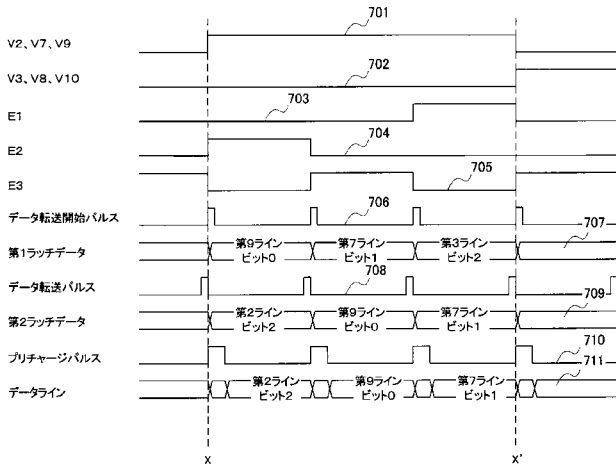 701
V2、V7、V9
702
V3、V8、V10
703
E1
704
E2
705
E3
706
データ転送開始パルス
707
第1ラッチデータ
第9ライン
ビット0
第7ライン
ビット1
第3ライン
ビット2
708
データ転送パルス
709
第2ラッチデータ
第2ライン
ビット2
第9ライン
ビット0
第7ライン
ビット1
710
プリチャージパルス
711
データライン
第2ライン
ビット2
第9ライン
ビット0
第7ライン
ビット1
X
X'